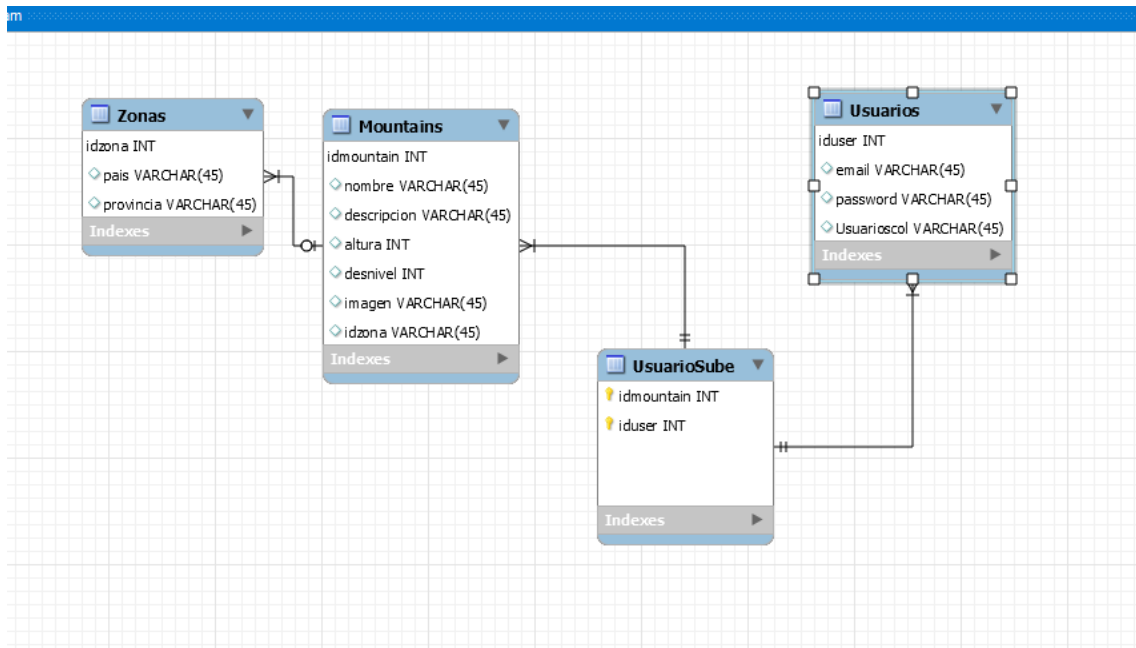 am
Zonas
idzona INT
pais VARCHAR(45)
provincia VARCHAR(45)
Indexes
Mountains
idmountain INT
nombre VARCHAR(45)
descripcion VARCHAR(45)
altura INT
desnivel INT
imagen VARCHAR(45)
idzona VARCHAR(45)
Indexes
Usuarios
iduser INT
email VARCHAR(45)
password VARCHAR(45)
Usuarioscol VARCHAR(45)
Indexes
UsuarioSube
idmountain INT
iduser INT
Indexes